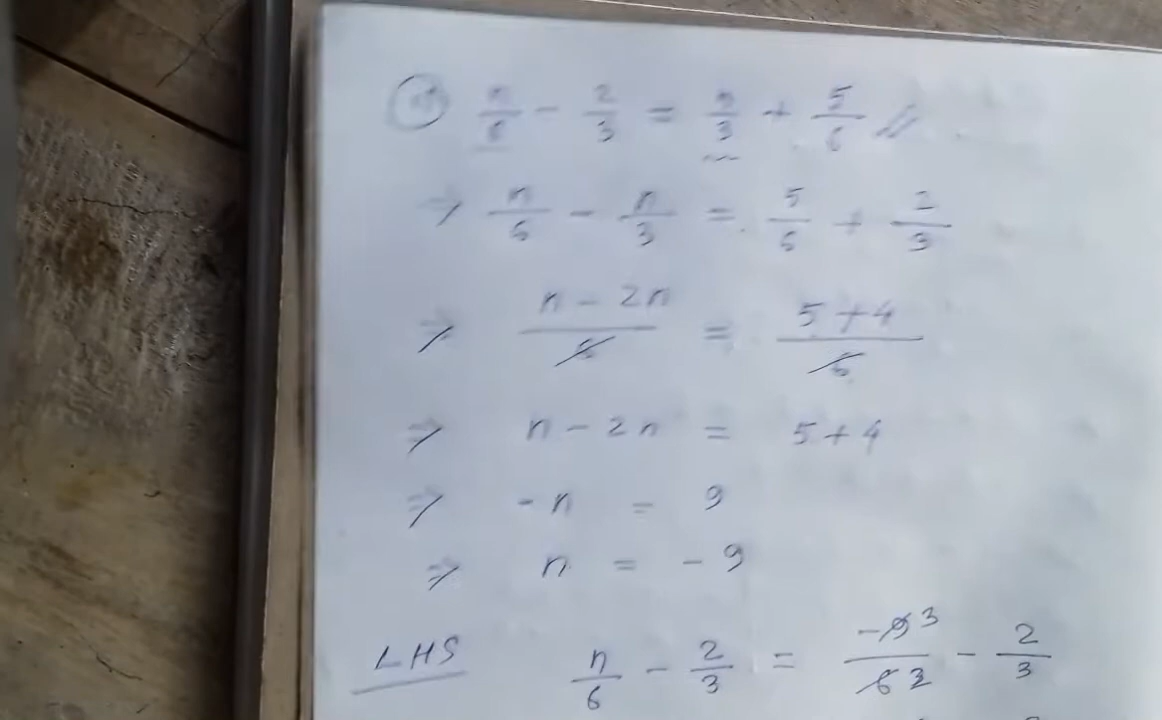 n/6 - 2/3 = n/3 + 5/6 //
⇒ n/6 - n/3 = 5/6 + 2/3
⇒ (n - 2n)/6 = (5 + 4)/6
⇒ n - 2n = 5 + 4
⇒ -n = 9
⇒ n = -9
LHS n/6 - 2/3 = -9 3/6 2 - 2/3